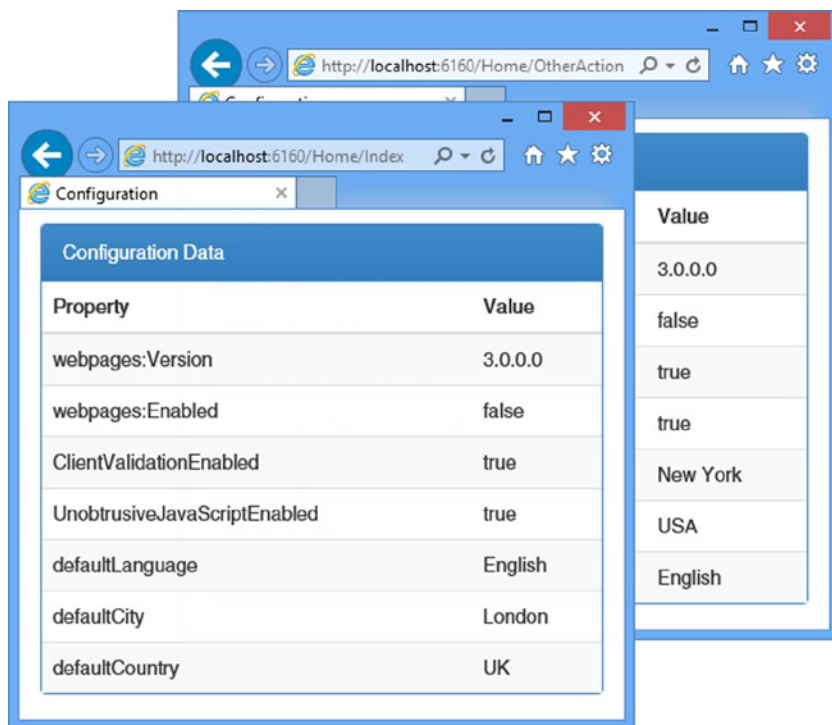 http://localhost:6160/Home/OtherAction
http://localhost:6160/Home/Index
Configuration
Configuration Data
Property Value
webpages:Version 3.0.0.0
webpages:Enabled false
ClientValidationEnabled true
UnobtrusiveJavaScriptEnabled true
defaultLanguage English
defaultCity London
defaultCountry UK
Value
3.0.0.0
false
true
true
New York
USA
English